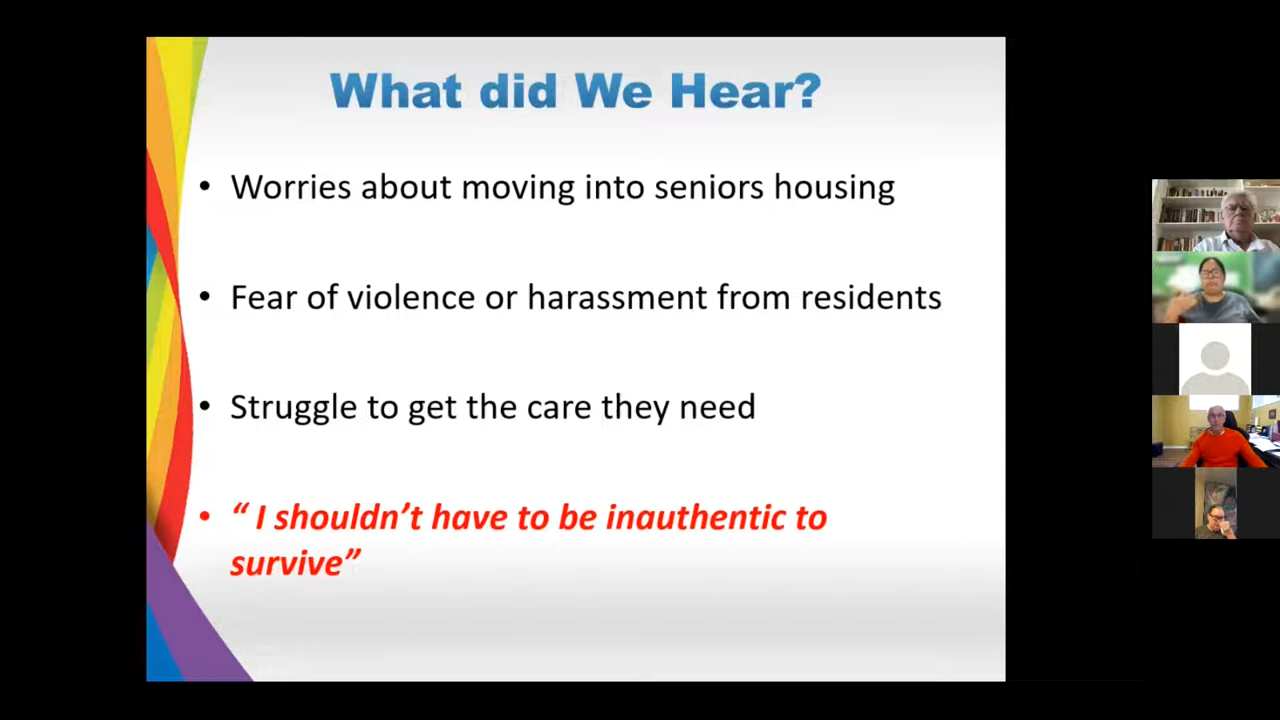 What did We Hear?
• Worries about moving into seniors housing
• Fear of violence or harassment from residents
• Struggle to get the care they need
• “ I shouldn’t have to be inauthentic to
survive”